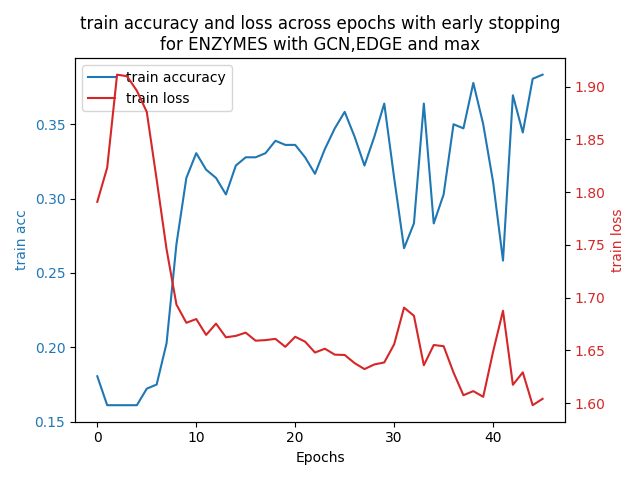 train accuracy and loss across epochs with early stopping
for ENZYMES with GCN,EDGE and max
train accuracy
train loss
train acc
0.35
0.30
0.25
0.20
0.15
1.90
1.85
1.80
1.75
1.70
1.65
1.60
train loss
0 10 20 30 40
Epochs